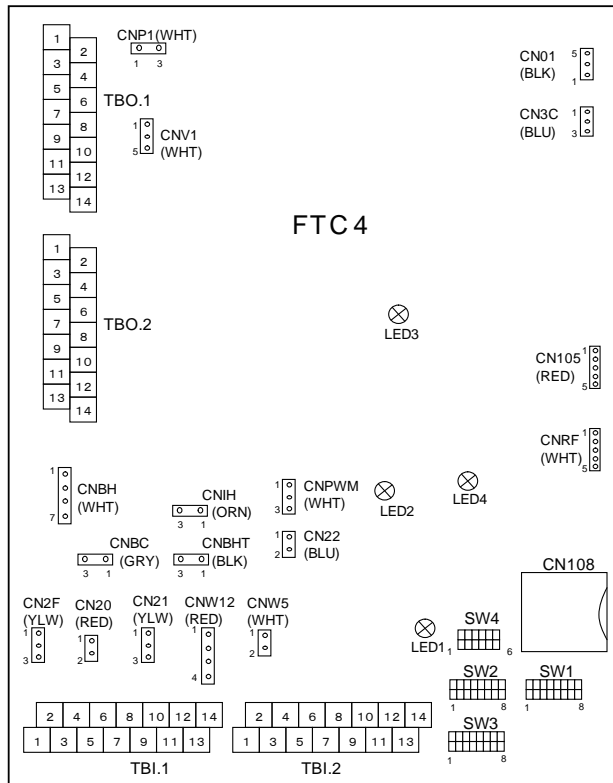 CNP1(WHT)
1 3
1 2
3 4
5 6
7 8
9 10
11 12
13 14
TBO.1
1
CNV1
5 (WHT)
5
CN01
(BLK)
1
1
CN3C
(BLU)
3
FTC4
1 2
3 4
5 6
7 8
9 10
11 12
13 14
TBO.2
LED3
CN105
(RED)
1
5
CNRF
(WHT)
1
5
1
CNBH
(WHT)
7
CNIH
(ORN)
3 1
1
CNPWM
(WHT)
3
LED2
LED4
CNBC
(GRY)
3 1
CNBHT
(BLK)
3 1
1
CN22
2 (BLU)
CN108
CN2F
(YLW)
1
3
CN20
(RED)
1
2
CN21
(YLW)
1
3
CNW12
(RED)
1
4
CNW5
(WHT)
1
2
LED1
SW4
1 6
SW2
1 8
SW1
1 8
SW3
1 8
2 4 6 8 10 12 14
1 3 5 7 9 11 13
TBI.1
2 4 6 8 10 12 14
1 3 5 7 9 11 13
TBI.2